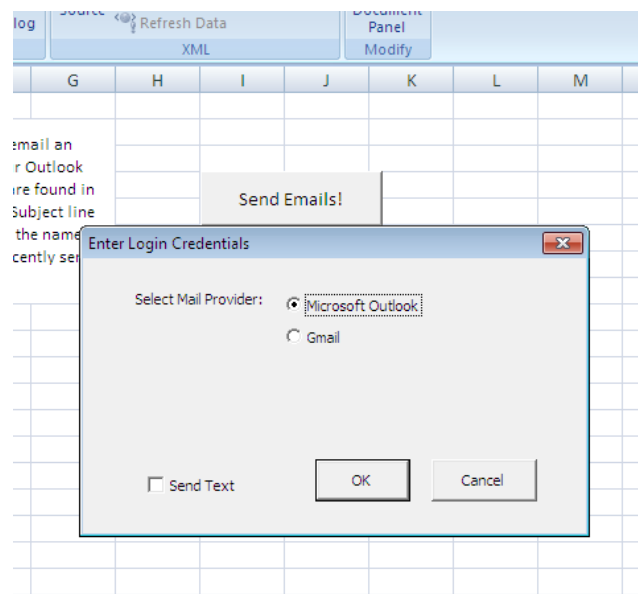 log
Source
Refresh Data
Document
Panel
XML
Modify
G H I J K L M
email an
r Outlook
are found in
Subject line
the name
cently ser
Send Emails!
Enter Login Credentials
Select Mail Provider:
Microsoft Outlook
Gmail
Send Text
OK
Cancel